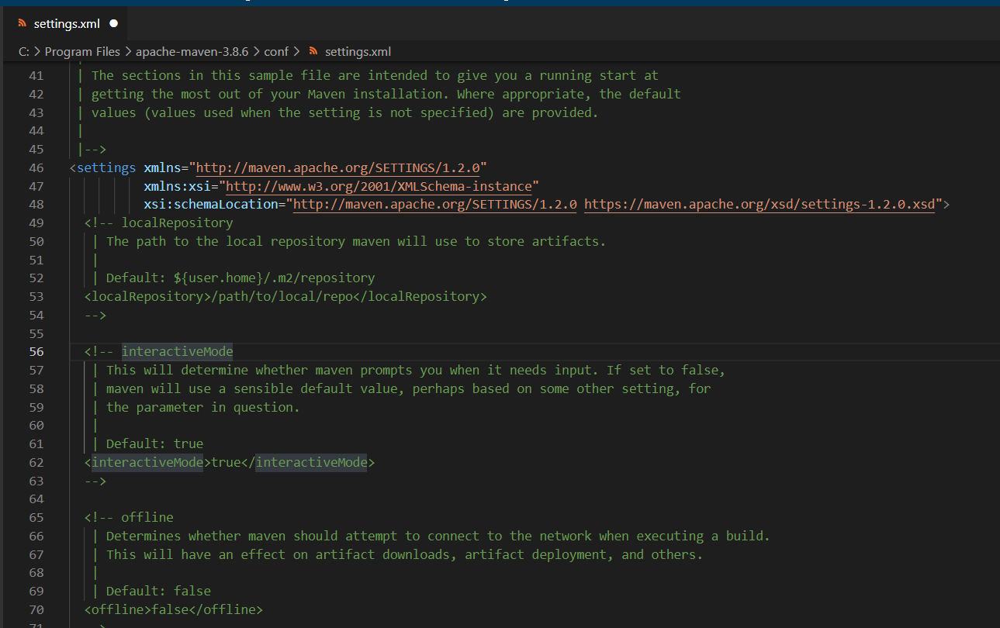 settings.xml
C: > Program Files > apache-maven-3.8.6 > conf > settings.xml
41 | The sections in this sample file are intended to give you a running start at
42 | getting the most out of your Maven installation. Where appropriate, the default
43 | values (values used when the setting is not specified) are provided.
44 |
45 |-->
46 <settings xmlns="http://maven.apache.org/SETTINGS/1.2.0"
47 xmlns:xsi="http://www.w3.org/2001/XMLSchema-instance"
48 xsi:schemaLocation="http://maven.apache.org/SETTINGS/1.2.0 https://maven.apache.org/xsd/settings-1.2.0.xsd">
49 <!-- localRepository
50 | The path to the local repository maven will use to store artifacts.
51 |
52 | Default: ${user.home}/.m2/repository
53 <localRepository>/path/to/local/repo</localRepository>
54 -->
55
56 <!-- interactiveMode
57 | This will determine whether maven prompts you when it needs input. If set to false,
58 | maven will use a sensible default value, perhaps based on some other setting, for
59 | the parameter in question.
60 |
61 | Default: true
62 <interactiveMode>true</interactiveMode>
63 -->
64
65 <!-- offline
66 | Determines whether maven should attempt to connect to the network when executing a build.
67 | This will have an effect on artifact downloads, artifact deployment, and others.
68 |
69 | Default: false
70 <offline>false</offline>
71 -->